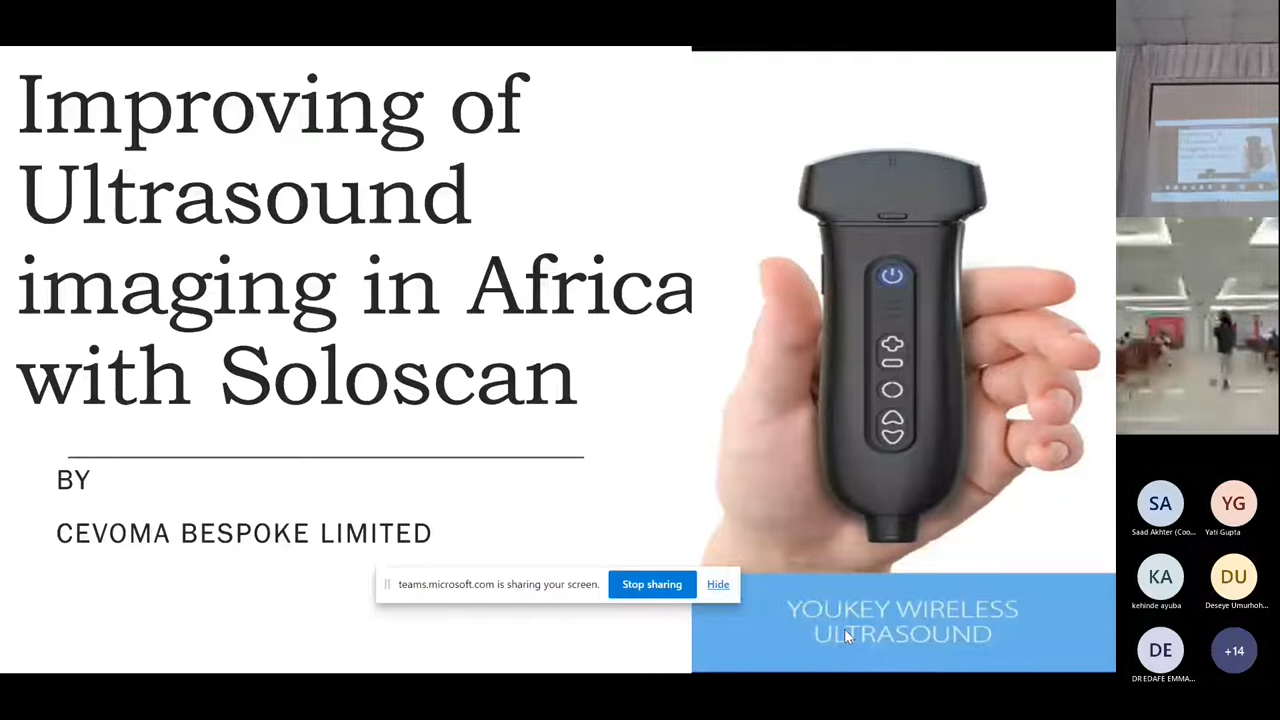 Improving of
Ultrasound
imaging in Africa
with Soloscan
BY
CEVOMA BESPOKE LIMITED
teams.microsoft.com is sharing your screen.
Stop sharing
Hide
YOUKEY WIRELESS
ULTRASOUND
SA
YG
Saad Akhter (Coo...
Yati Gupta
KA
DU
kehinde ayuba
Deseye Umurhoh...
DE
+14
DR EDAFE EMMA...